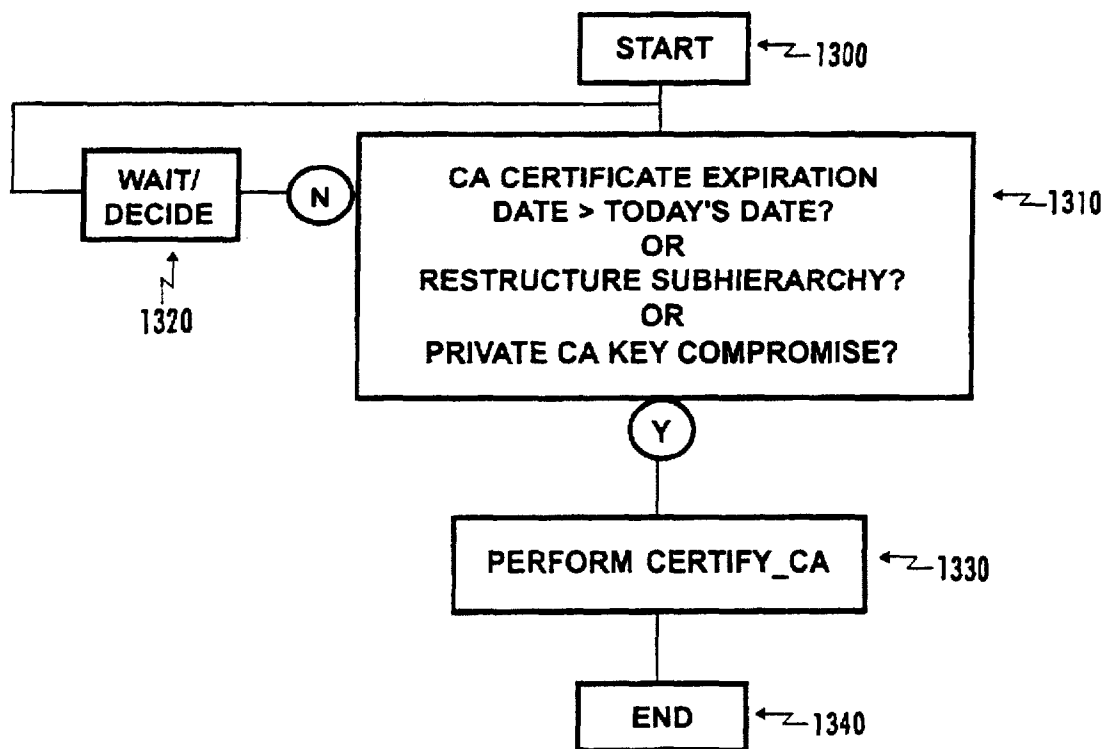 START
1300
WAIT/
DECIDE
N
1320
CA CERTIFICATE EXPIRATION
DATE > TODAY'S DATE?
OR
RESTRUCTURE SUBHIERARCHY?
OR
PRIVATE CA KEY COMPROMISE?
1310
Y
PERFORM CERTIFY_CA
1330
END
1340